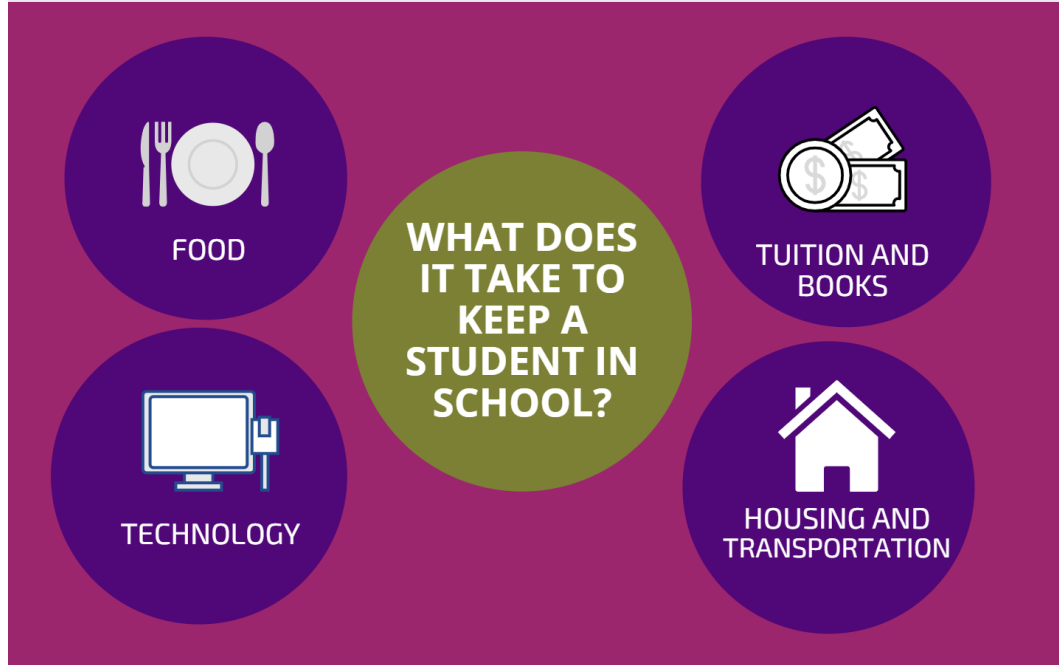 FOOD
TECHNOLOGY
WHAT DOES
IT TAKE TO
KEEP A
STUDENT IN
SCHOOL?
$
$
$
TUITION AND
BOOKS
HOUSING AND
TRANSPORTATION